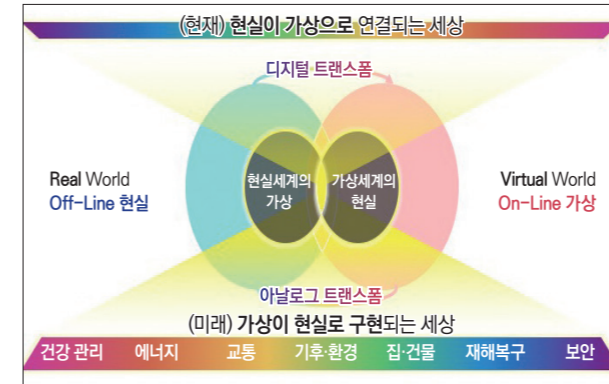 (현재) 현실이 가상으로 연결되는 세상
디지털 트랜스폼
Real World
Off-Line 현실
현실세계의
가상
가상세계의
현실
Virtual World
On-Line 가상
아날로그 트랜스폼
(미래) 가상이 현실로 구현되는 세상
건강 관리 에너지 교통 기후·환경 집·건물 재해복구 보안